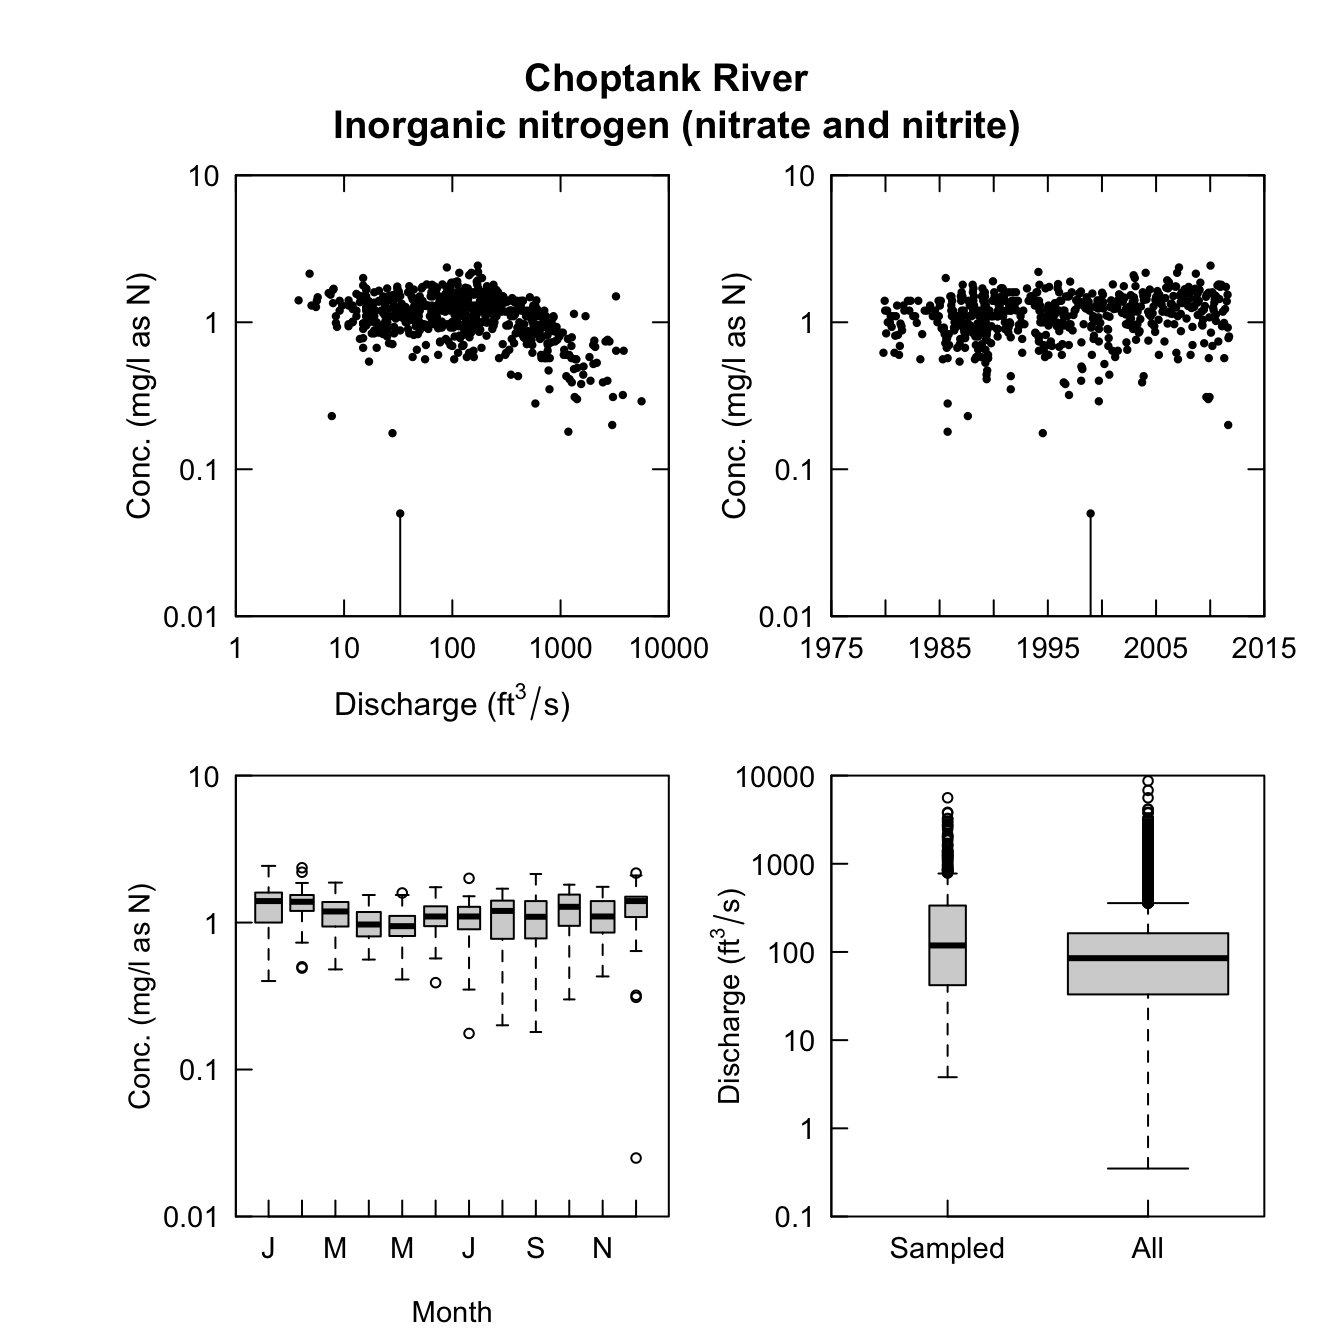 Choptank River
Inorganic nitrogen (nitrate and nitrite)
10
1
0.1
0.01
Conc. (mg/l as N)
1 10 100 1000 10000
Discharge (ft³/s)
10
1
0.1
0.01
Conc. (mg/l as N)
1975 1985 1995 2005 2015
10
1
0.1
0.01
Conc. (mg/l as N)
J M M J S N
Month
10000
1000
100
10
1
0.1
Discharge (ft³/s)
Sampled All